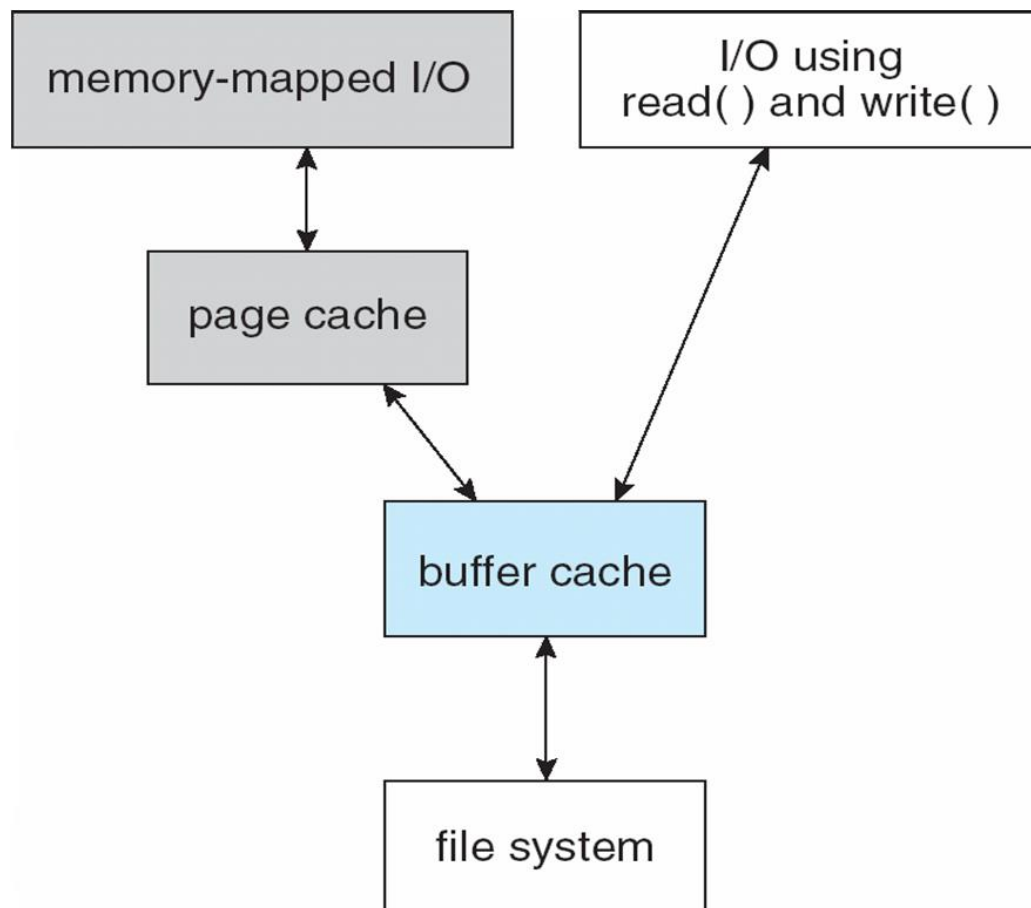 memory-mapped I/O
I/O using
read( ) and write( )
page cache
buffer cache
file system